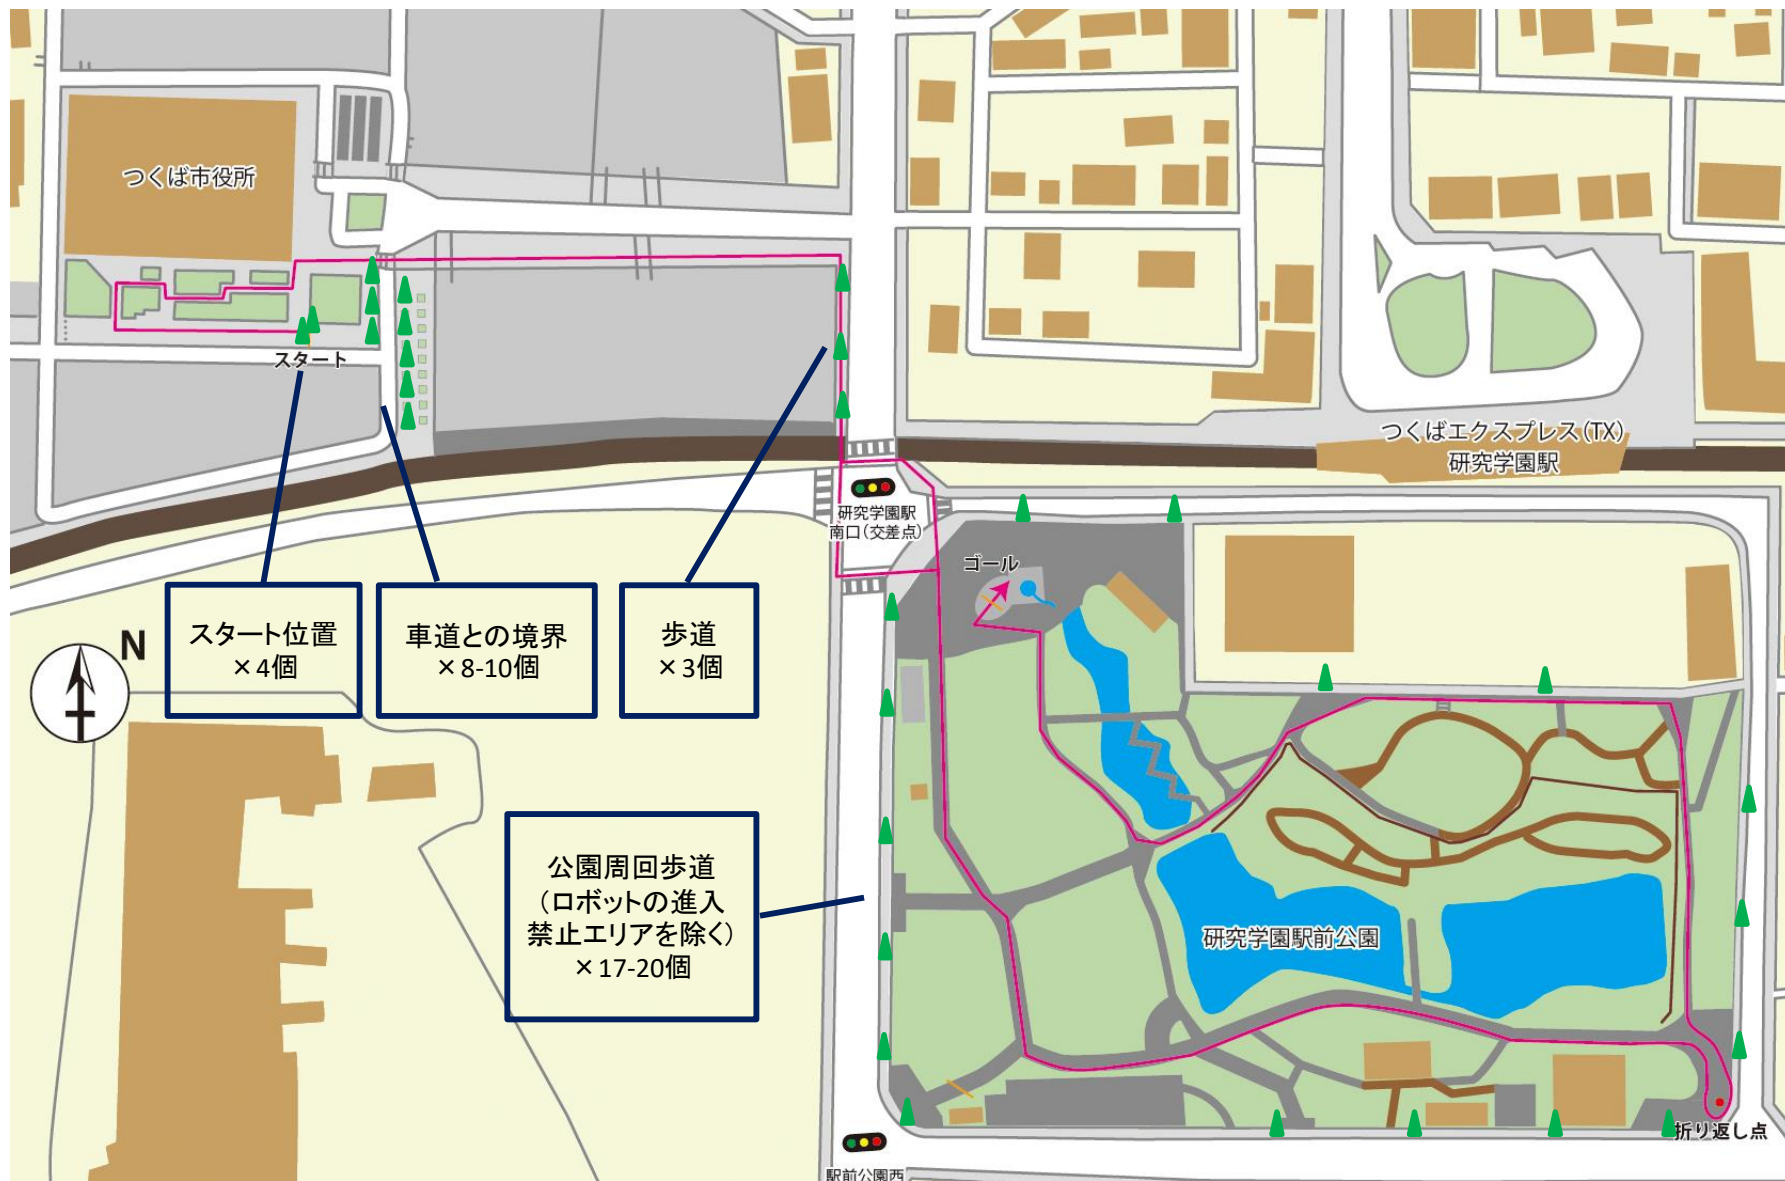 つくば市役所
スタート
つくばエクスプレス(TX)
研究学園駅
研究学園駅
南口(交差点)
ゴール
N
スタート位置
×4個
車道との境界
×8-10個
歩道
×3個
公園周回歩道
(ロボットの進入
禁止エリアを除く)
×17-20個
研究学園駅前公園
折り返し点
駅前公園西